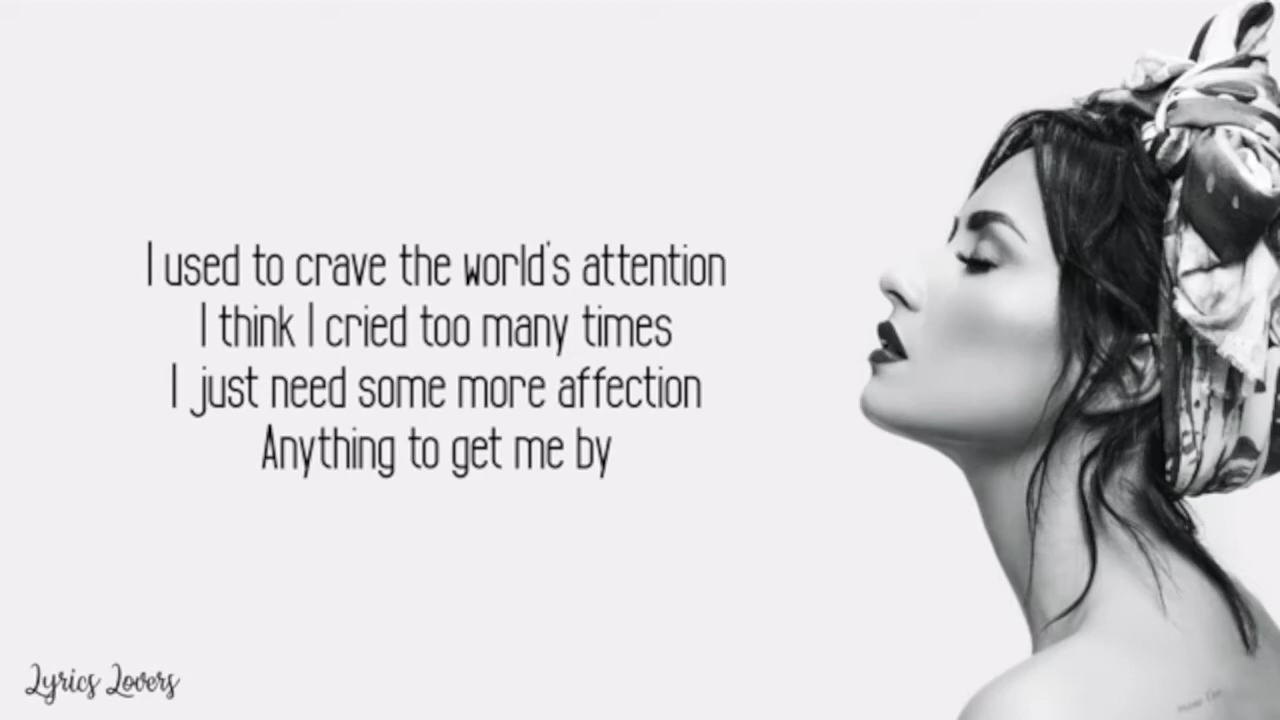 I used to crave the world's attention
I think I cried too many times
I just need some more affection
Anything to get me by
Lyrics Lovers